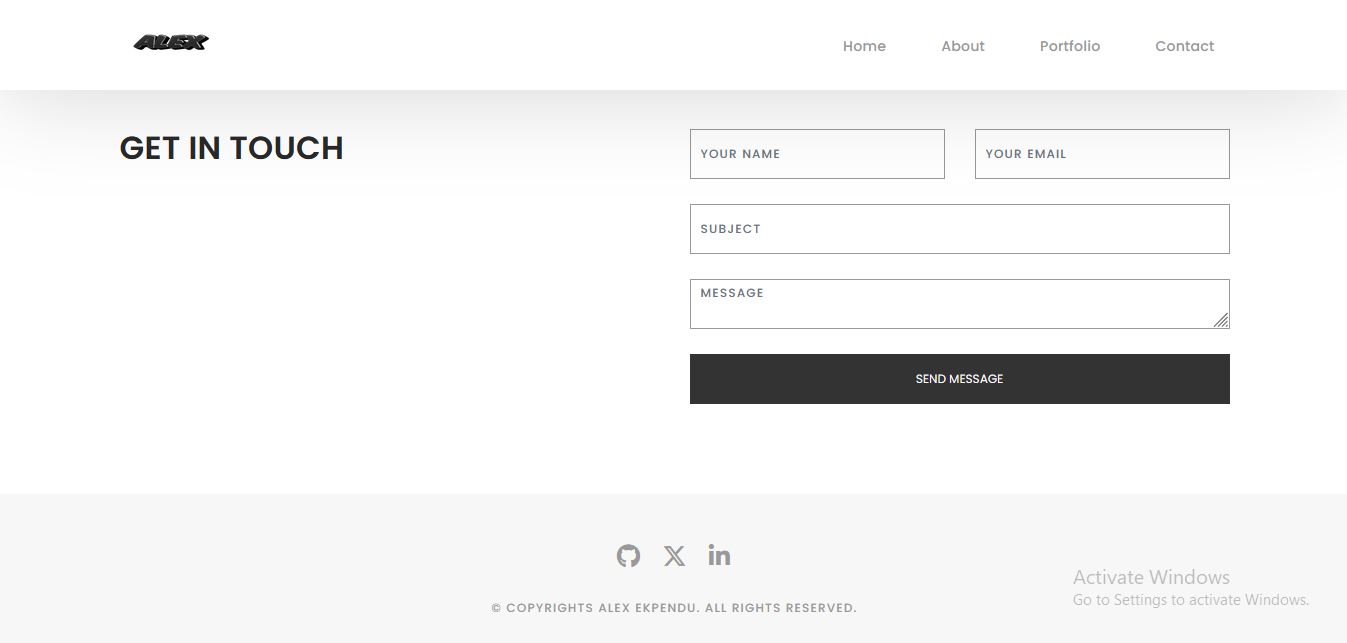 ALEX
Home About Portfolio Contact
GET IN TOUCH
YOUR NAME YOUR EMAIL
SUBJECT
MESSAGE
SEND MESSAGE
© COPYRIGHTS ALEX EKPENDU. ALL RIGHTS RESERVED.
Activate Windows
Go to Settings to activate Windows.